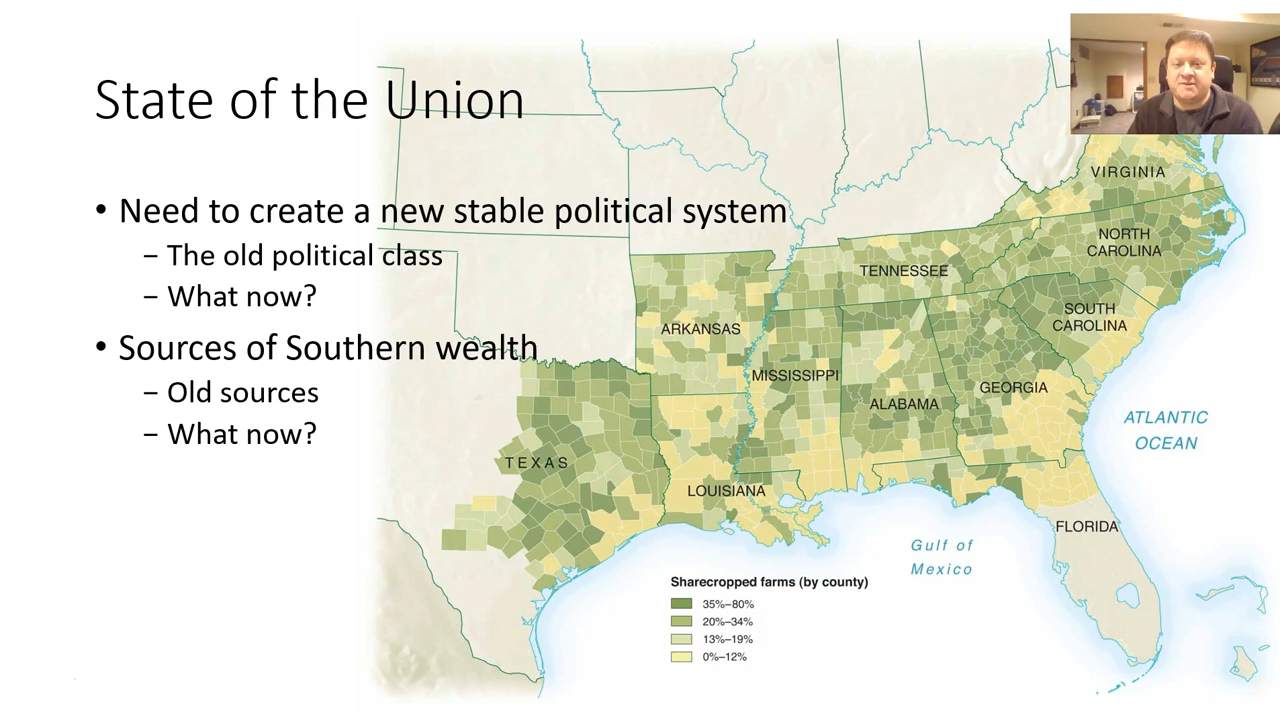 State of the Union
• Need to create a new stable political system
– The old political class
– What now?
• Sources of Southern wealth
– Old sources
– What now?
VIRGINIA
NORTH
CAROLINA
TENNESSEE
SOUTH
CAROLINA
ARKANSAS
MISSISSIPPI
GEORGIA
ALABAMA
ATLANTIC
OCEAN
TEXAS
LOUISIANA
FLORIDA
Gulf of
Mexico
Sharecropped farms (by county)
35%–80%
20%–34%
13%–19%
0%–12%